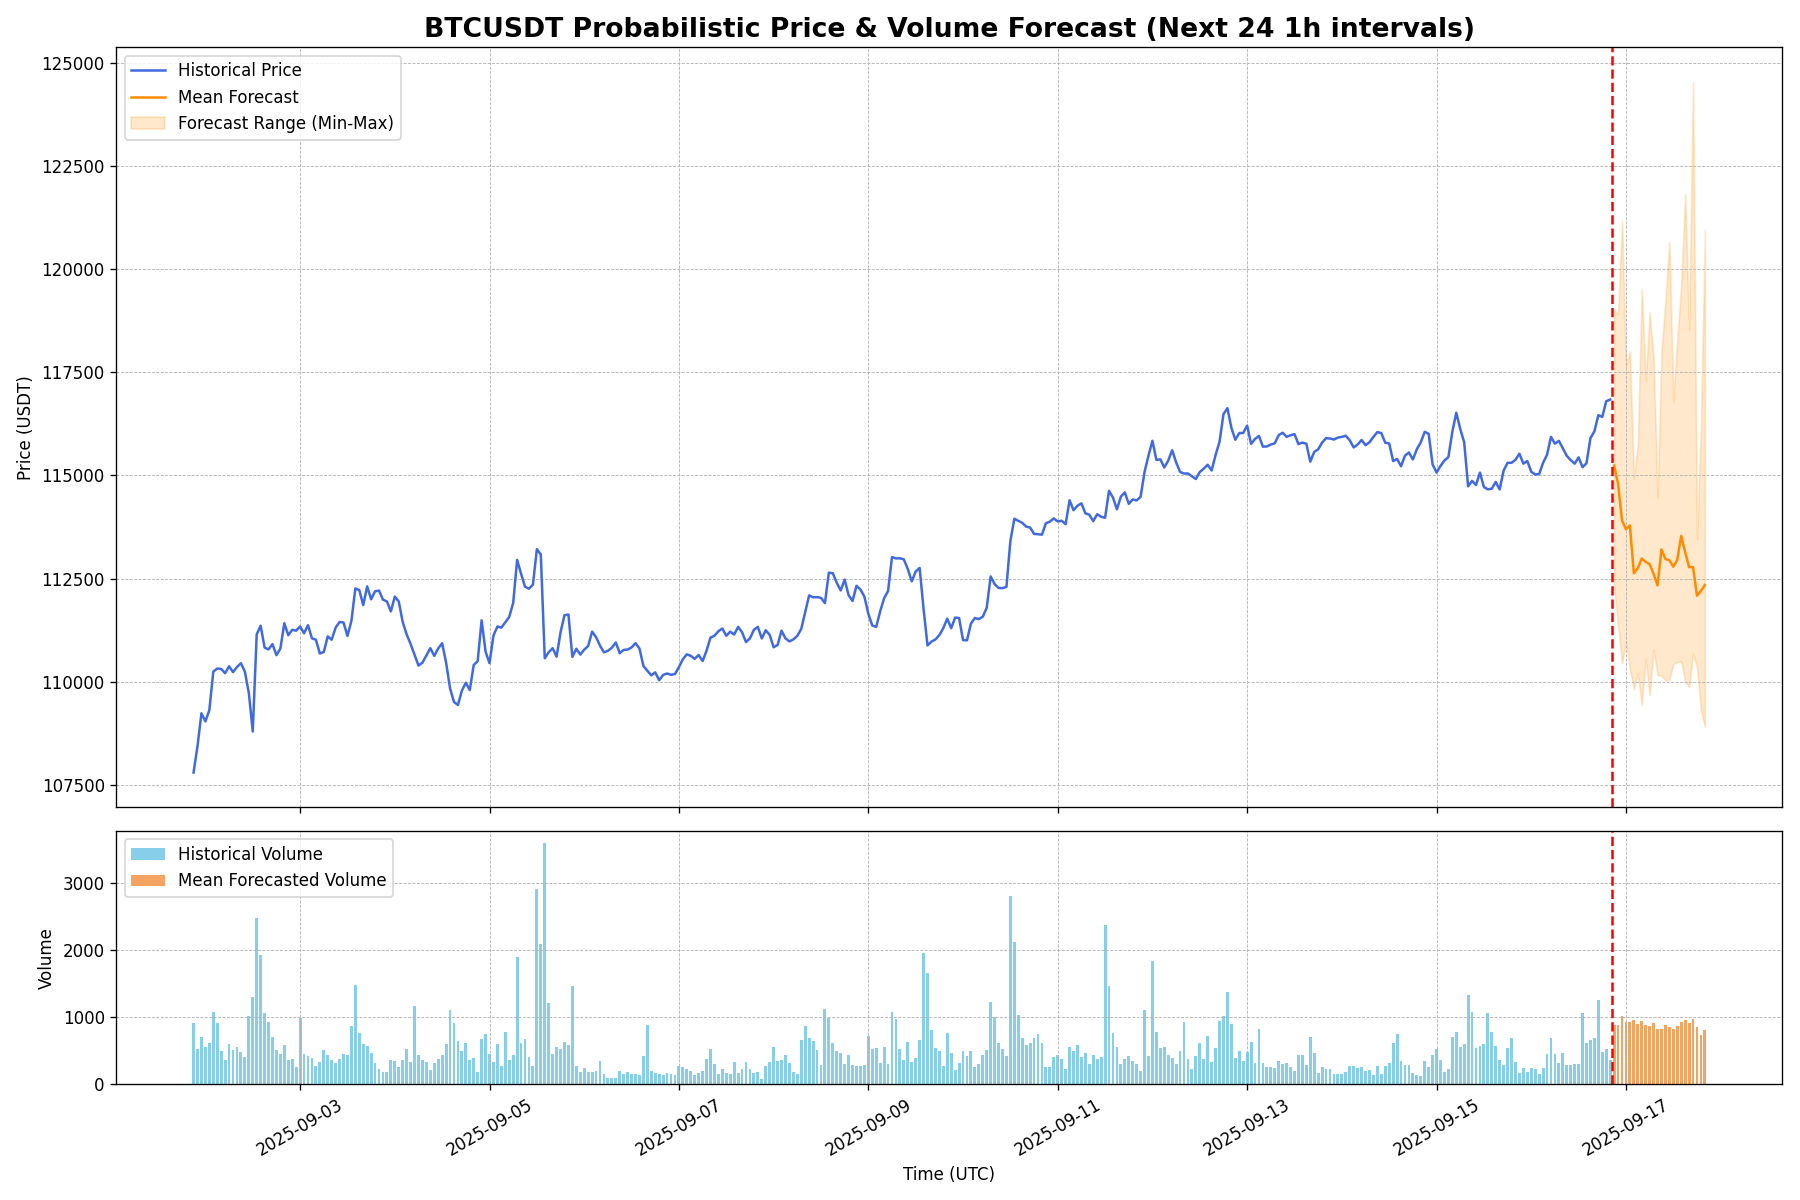 BTCUSDT Probabilistic Price & Volume Forecast (Next 24 1h intervals)
Historical Price
Mean Forecast
Forecast Range (Min-Max)
Price (USDT)
125000
122500
120000
117500
115000
112500
110000
107500
Historical Volume
Mean Forecasted Volume
Volume
3000
2000
1000
0
2025-09-03
2025-09-05
2025-09-07
2025-09-09
2025-09-11
2025-09-13
2025-09-15
2025-09-17
Time (UTC)